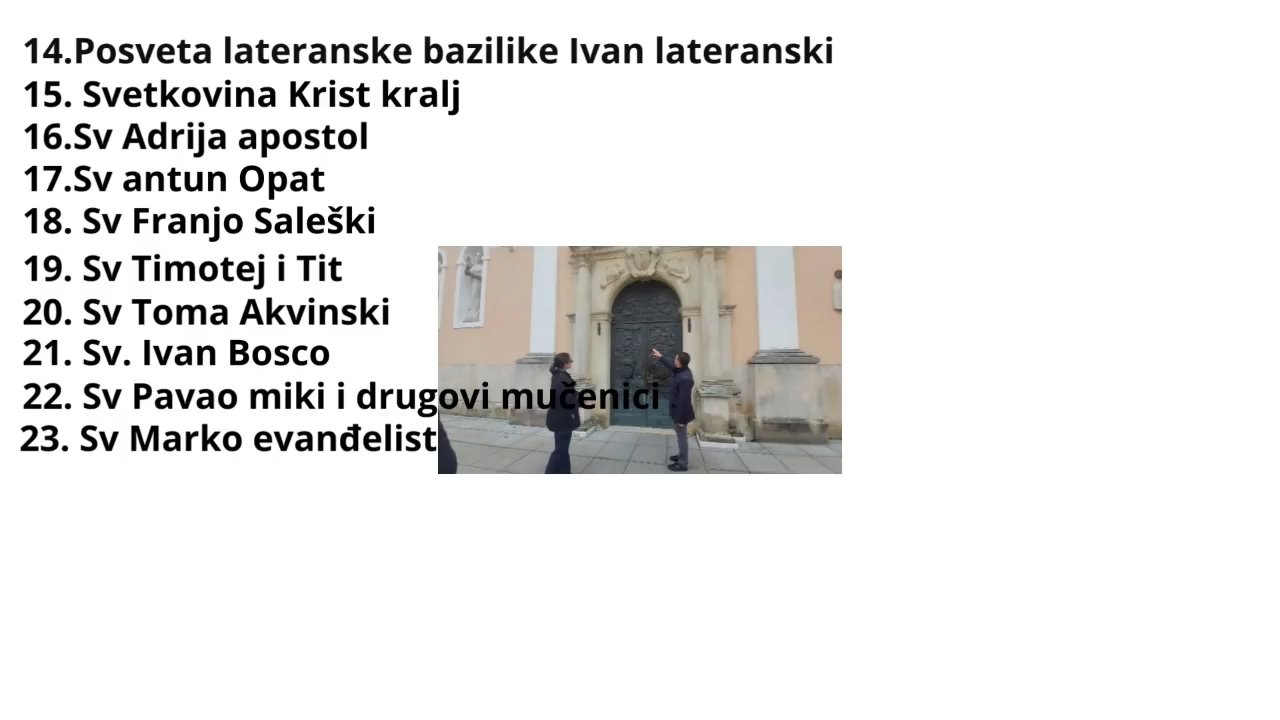 14.Posveta lateranske bazilike Ivan lateranski
15. Svetkovina Krist kralj
16.Sv Adrija apostol
17.Sv antun Opat
18. Sv Franjo Saleški
19. Sv Timotej i Tit
20. Sv Toma Akvinski
21. Sv. Ivan Bosco
22. Sv Pavao miki i drugovi mučenici
23. Sv Marko evanđelist